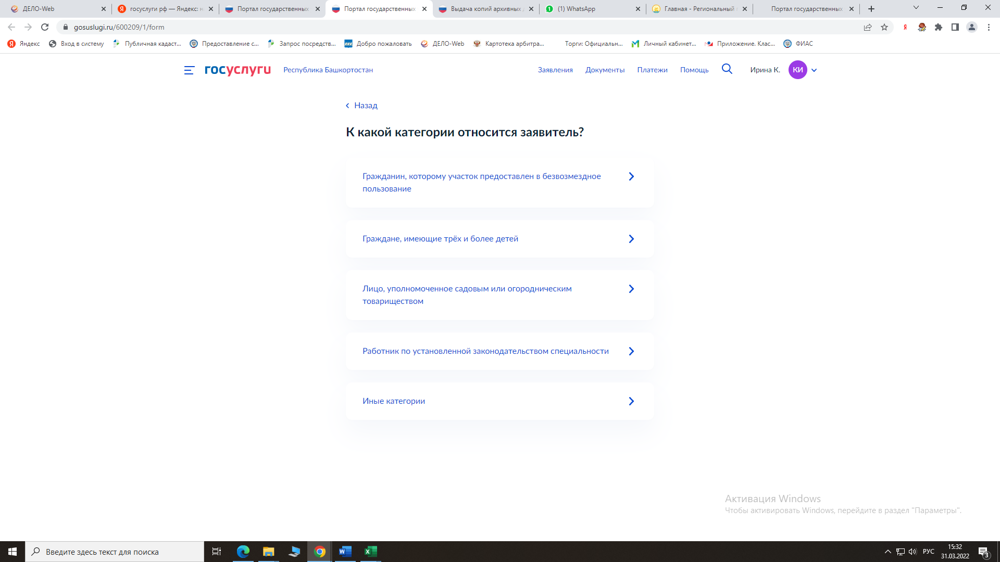 ДЕЛО-Web
госуслуги рф — Яндекс: н
Портал государственных
Портал государственных
Выдача копий архивных
(1) WhatsApp
Главная - Региональный
Портал государственных
gosuslugi.ru/600209/1/form
Яндекс
Вход в систему
Публичная кадаст...
Предоставление с...
Запрос посредств...
Добро пожаловать
ДЕЛО-Web
Картотека арбитра...
Торги: Официальн...
Личный кабинет...
Приложение. Клас...
ФИАС
госуслуги
Республика Башкортостан
Заявления
Документы
Платежи
Помощь
Ирина К.
КИ
Назад
К какой категории относится заявитель?
Гражданин, которому участок предоставлен в безвозмездное
пользование
Граждане, имеющие трёх и более детей
Лицо, уполномоченное садовым или огородническим
товариществом
Работник по установленной законодательством специальности
Иные категории
Активация Windows
Чтобы активировать Windows, перейдите в раздел "Параметры".
Введите здесь текст для поиска
РУС
15:32
31.03.2022
3